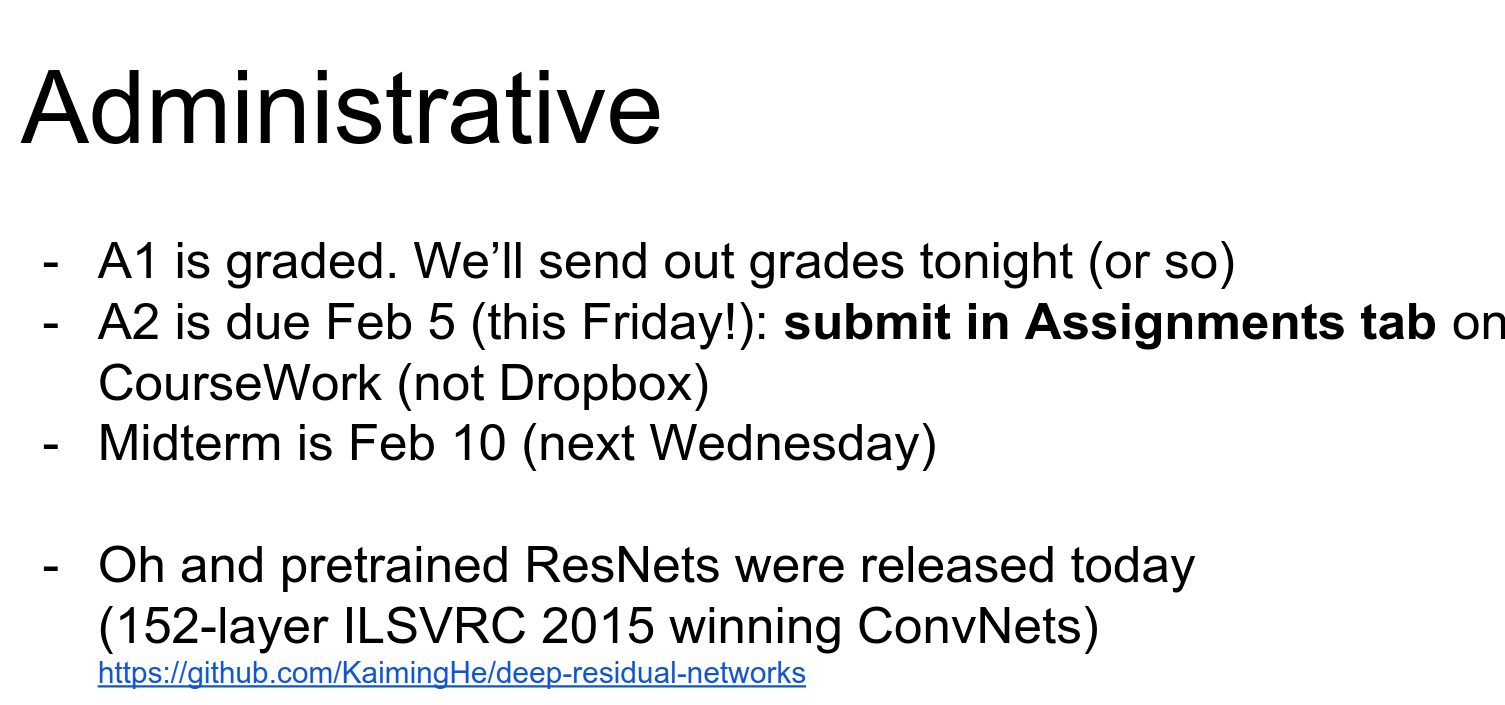 Administrative
- A1 is graded. We’ll send out grades tonight (or so)
- A2 is due Feb 5 (this Friday!): submit in Assignments tab on
CourseWork (not Dropbox)
- Midterm is Feb 10 (next Wednesday)
- Oh and pretrained ResNets were released today
(152-layer ILSVRC 2015 winning ConvNets)
https://github.com/KaimingHe/deep-residual-networks